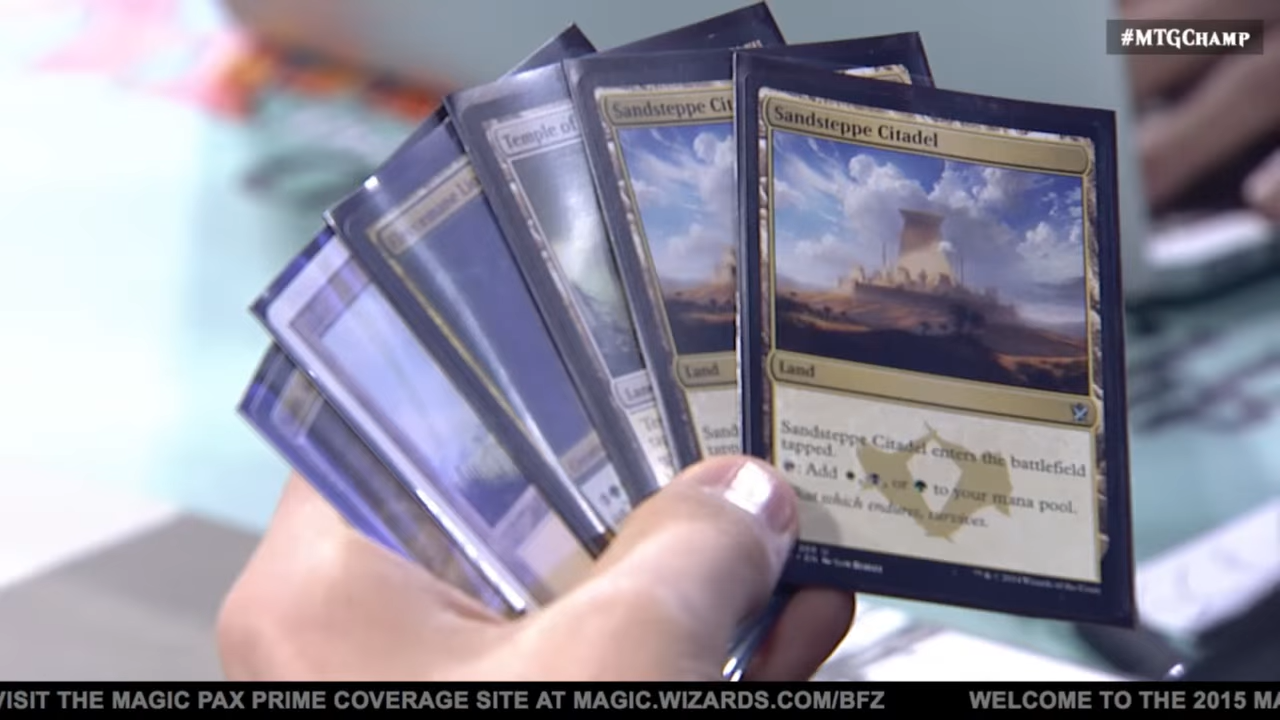 #MTGChamp
Sandsteppe Cit
Temple of
Sandsteppe Citadel
Land
Land
Sandsteppe Citadel enters the battlefield
tapped.
: Add , , or to your mana pool.
That which endures, survives.
Sand
VISIT THE MAGIC PAX PRIME COVERAGE SITE AT MAGIC.WIZARDS.COM/BFZ
WELCOME TO THE 2015 MA